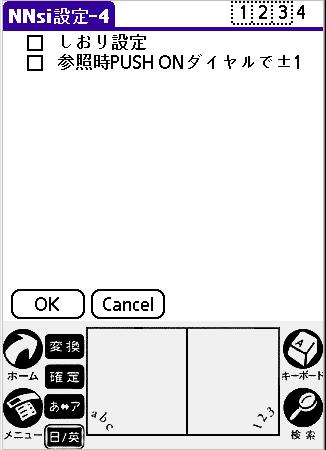 NNsi設定-4
1 2 3 4
しおり設定
参照時PUSH ONダイヤルで±1
OK Cancel
変換
ホーム
確定
A
キーボード
あ⇔ア
abc
123
メニュー
日/英
検索